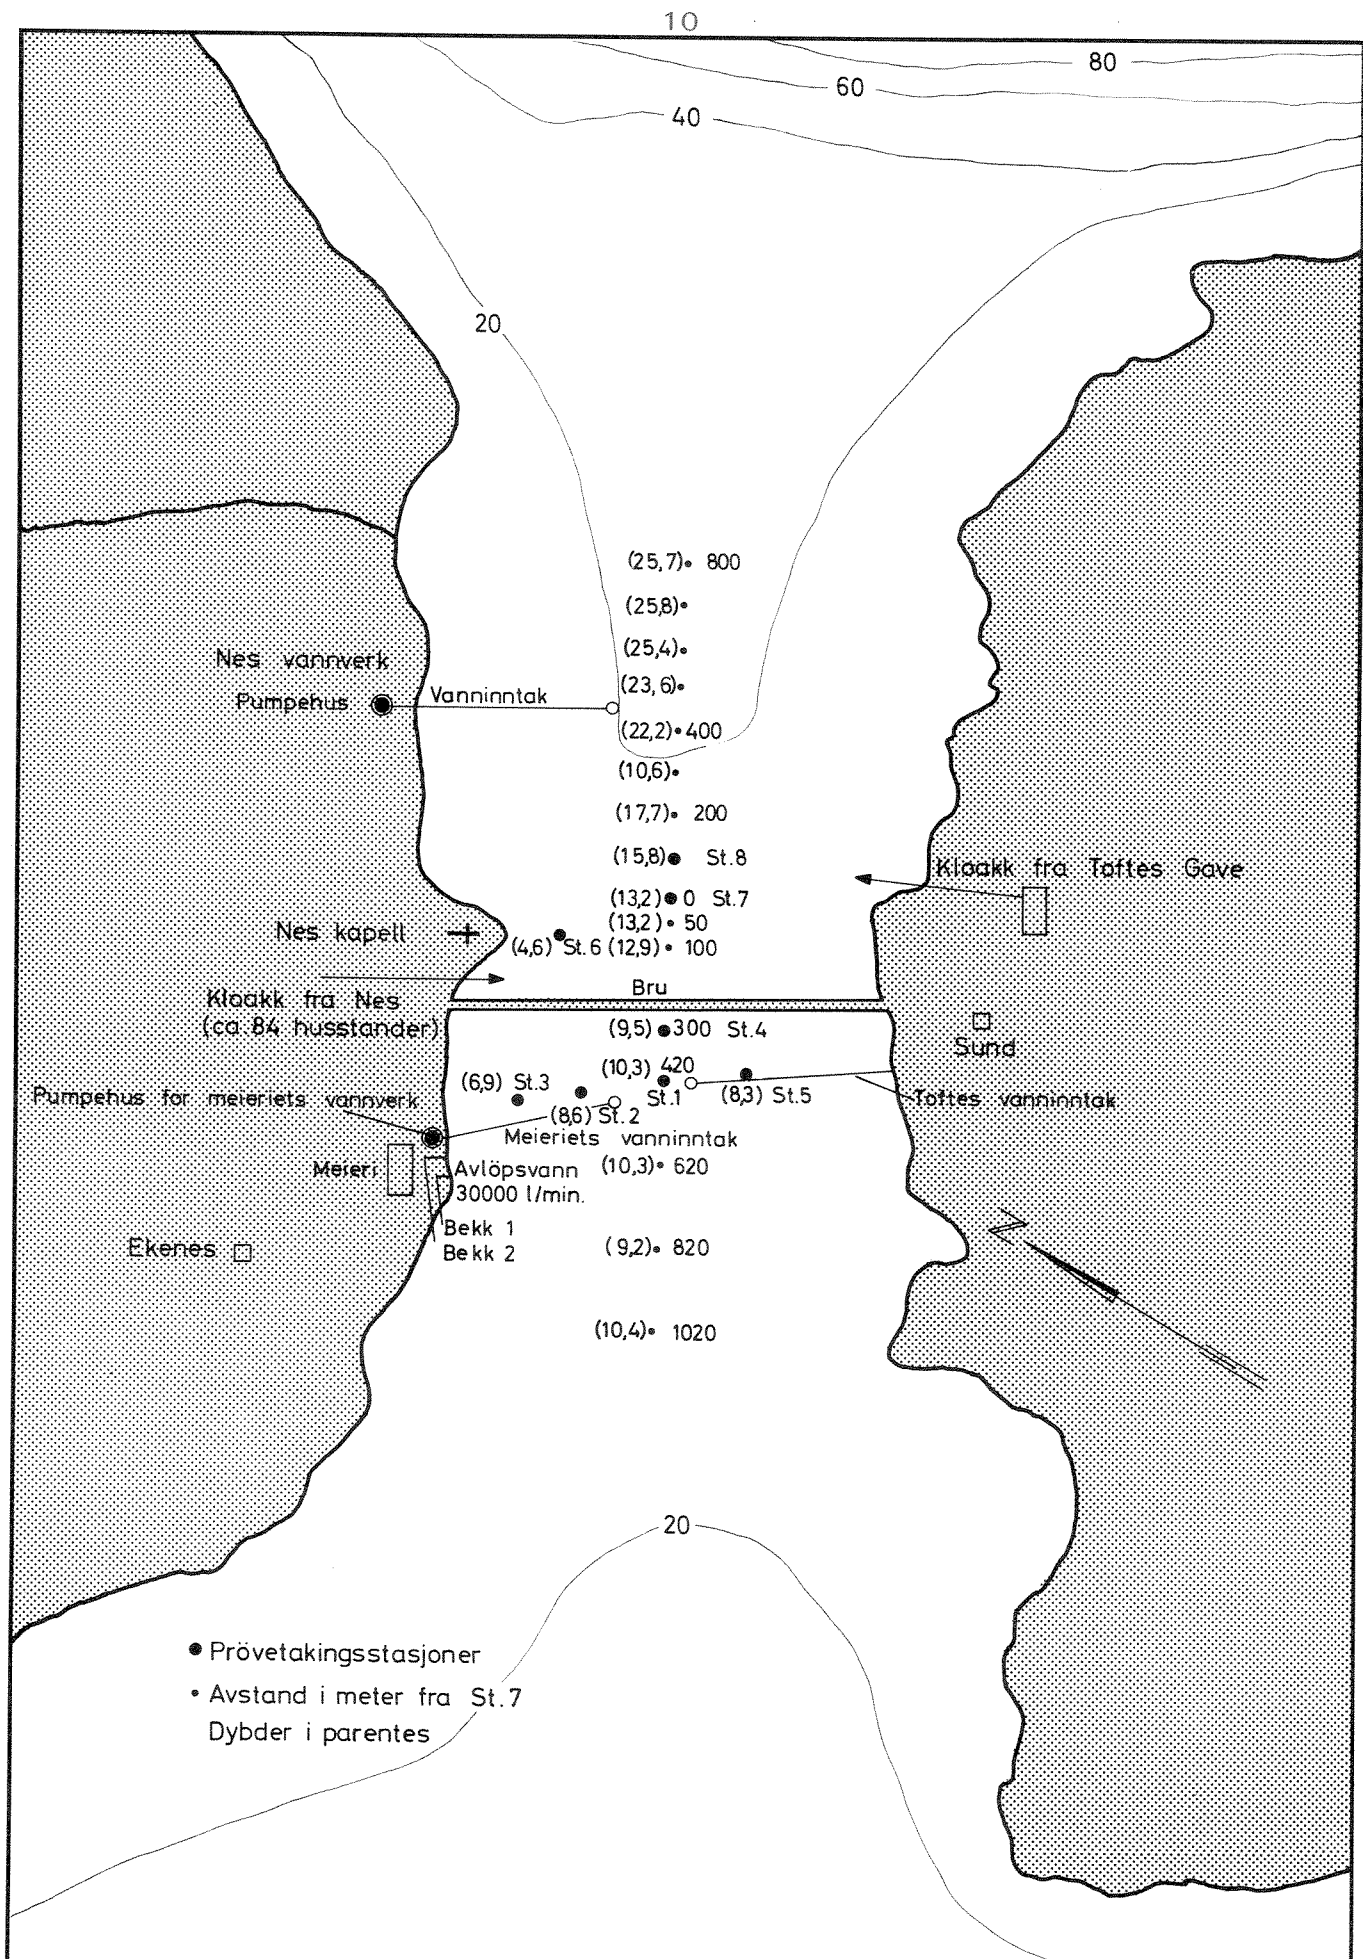 10
80
60
40
20
(25,7) 800
(25,8)
(25,4)
Nes vannverk
(23,6)
Pumpehus
Vanninntak
(22,2) 400
(10,6)
(17,7) 200
(15,8) St.8
Kloakk fra Toftes Gave
(13,2) 0 St.7
(13,2) 50
Nes kapell
(4,6) St.6 (12,9) 100
Bru
Kloakk fra Nes
(ca.84 husstander)
(9,5) 300 St.4
Sund
(10,3) 420
(6,9) St.3
St.1
(8,3) St.5
Pumpehus for meieriets vannverk
Toftes vanninntak
(8,6) St.2
Meieriets vanninntak
Meieri
Avlöpsvann
30000 l/min.
(10,3) 620
Bekk 1
Bekk 2
Ekenes
(9,2) 820
N
(10,4) 1020
20
Prövetakingsstasjoner
Avstand i meter fra St.7
Dybder i parentes